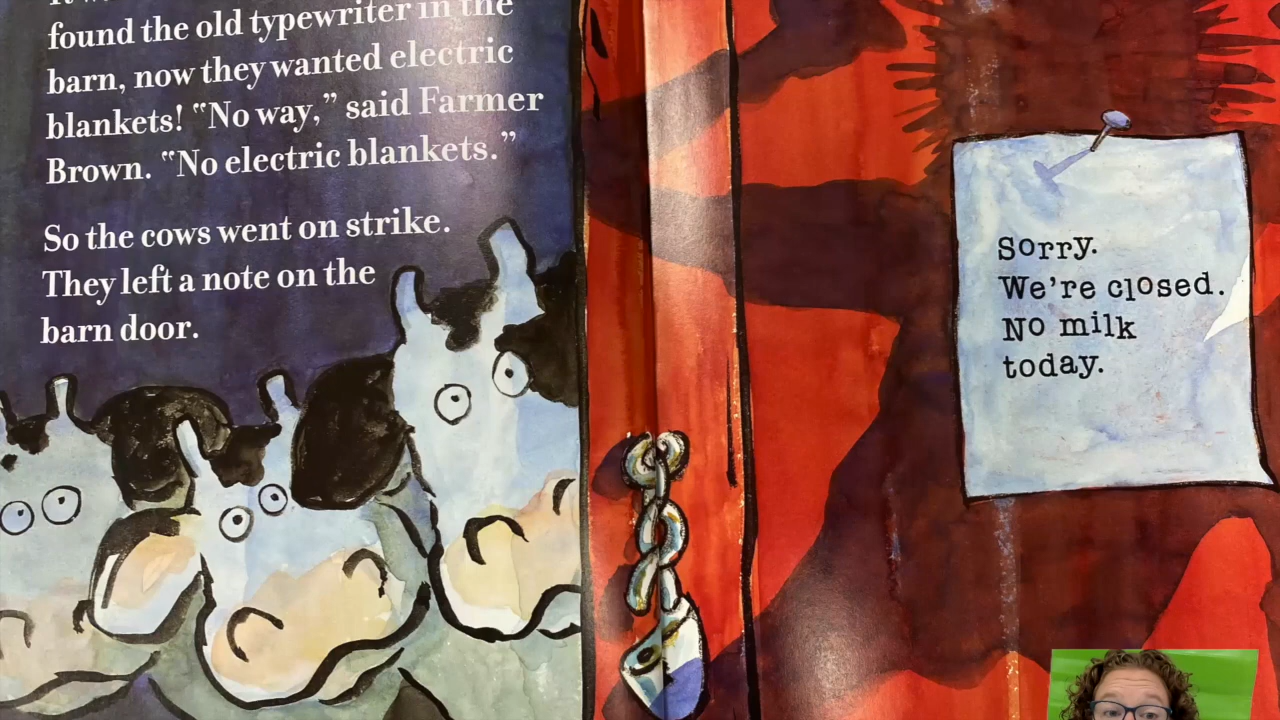 found the old typewriter in the
barn, now they wanted electric
blankets! “No way,” said Farmer
Brown. “No electric blankets.”
So the cows went on strike.
They left a note on the
barn door.
Sorry.
We're closed.
No milk
today.